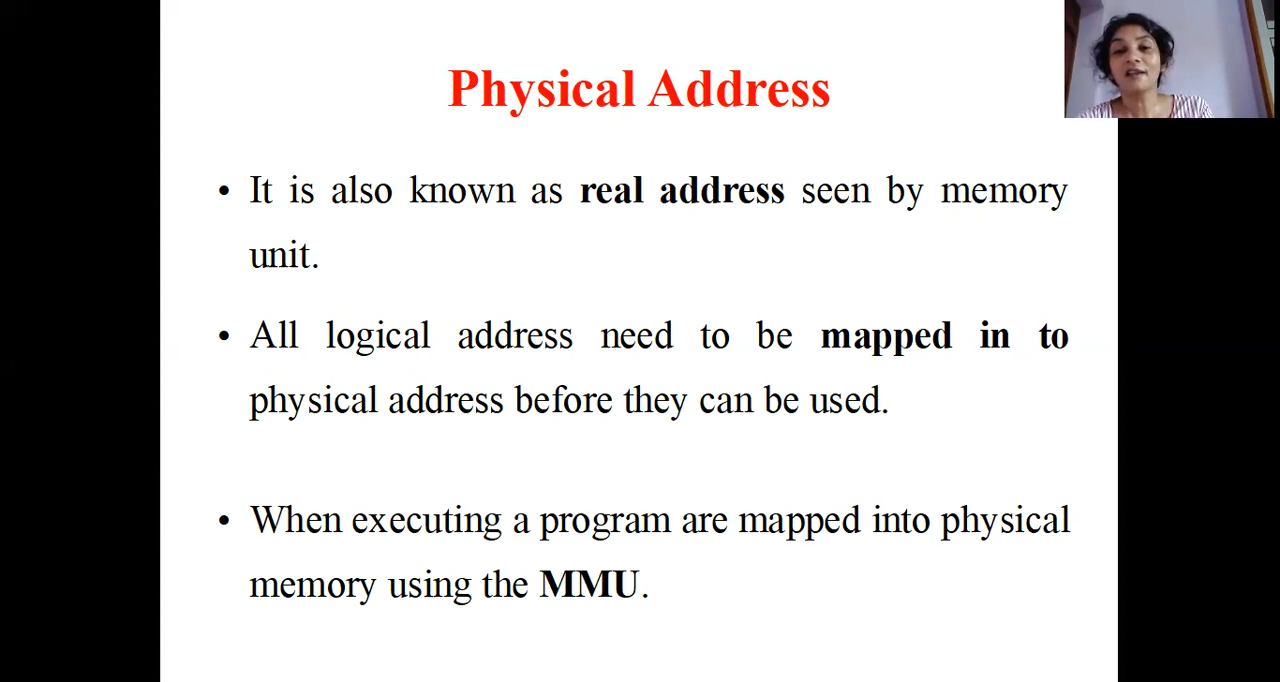 Physical Address
• It is also known as real address seen by memory
unit.
• All logical address need to be mapped in to
physical address before they can be used.
• When executing a program are mapped into physical
memory using the MMU.